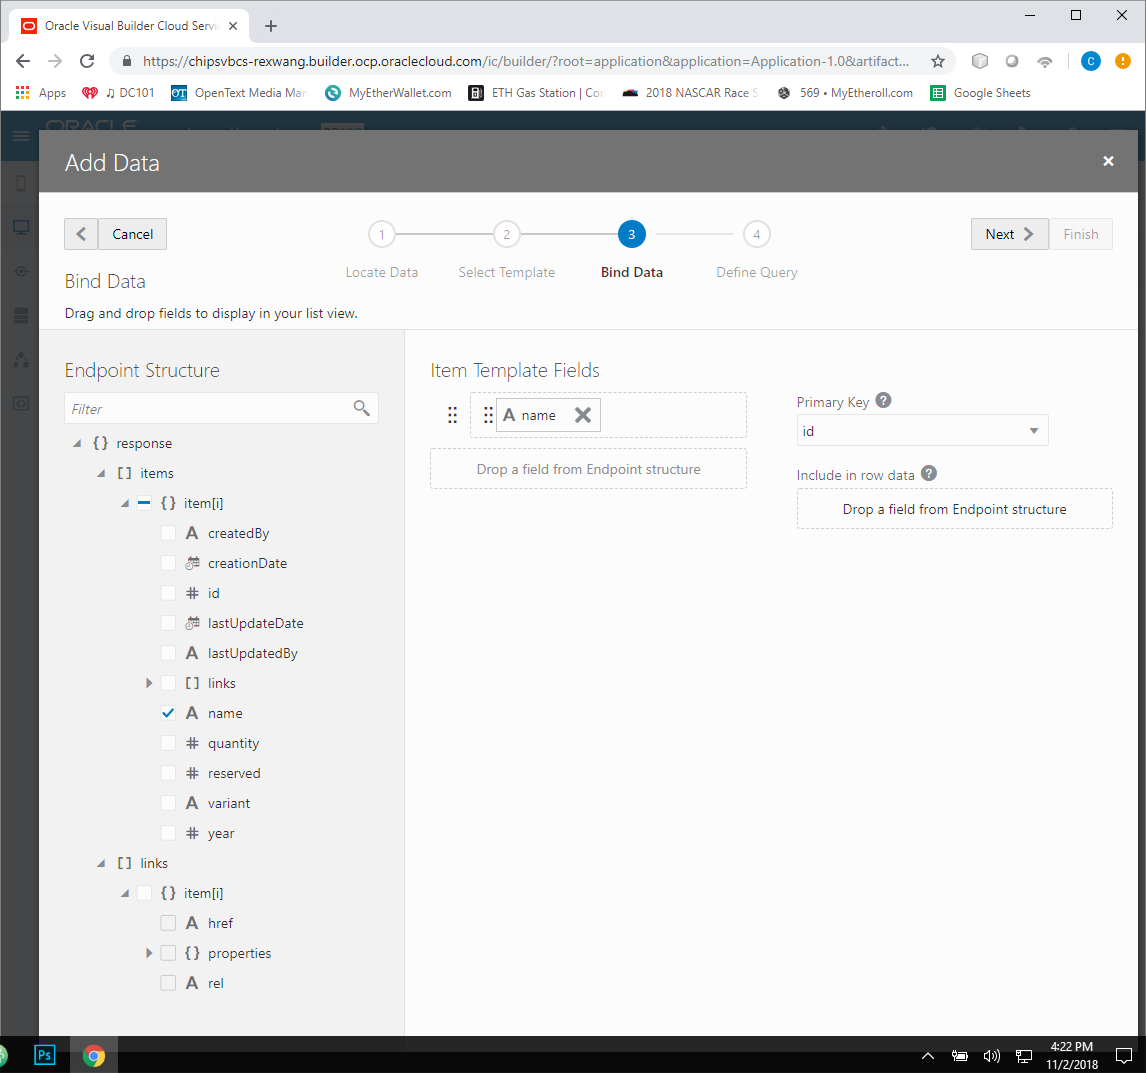 Oracle Visual Builder Cloud Servi
https://chipsvbcs-rexwang.builder.ocp.oraclecloud.com/ic/builder/?root=application&application=Application-1.0&artifact...
C
Apps
♫ DC101
OT
OpenText Media Man
MyEtherWallet.com
ETH Gas Station | Con
2018 NASCAR Race S
569 • MyEtheroll.com
Google Sheets
ORACLE
Add Data
Cancel
1
2
3
4
Next
Finish
Locate Data
Select Template
Bind Data
Define Query
Bind Data
Drag and drop fields to display in your list view.
Endpoint Structure
Filter
{} response
[] items
{} item[i]
A createdBy
creationDate
# id
lastUpdateDate
A lastUpdatedBy
[] links
A name
# quantity
# reserved
A variant
# year
[] links
{} item[i]
A href
{} properties
A rel
Item Template Fields
A name
Drop a field from Endpoint structure
Primary Key ?
id
Include in row data ?
Drop a field from Endpoint structure
Ps
4:22 PM
11/2/2018